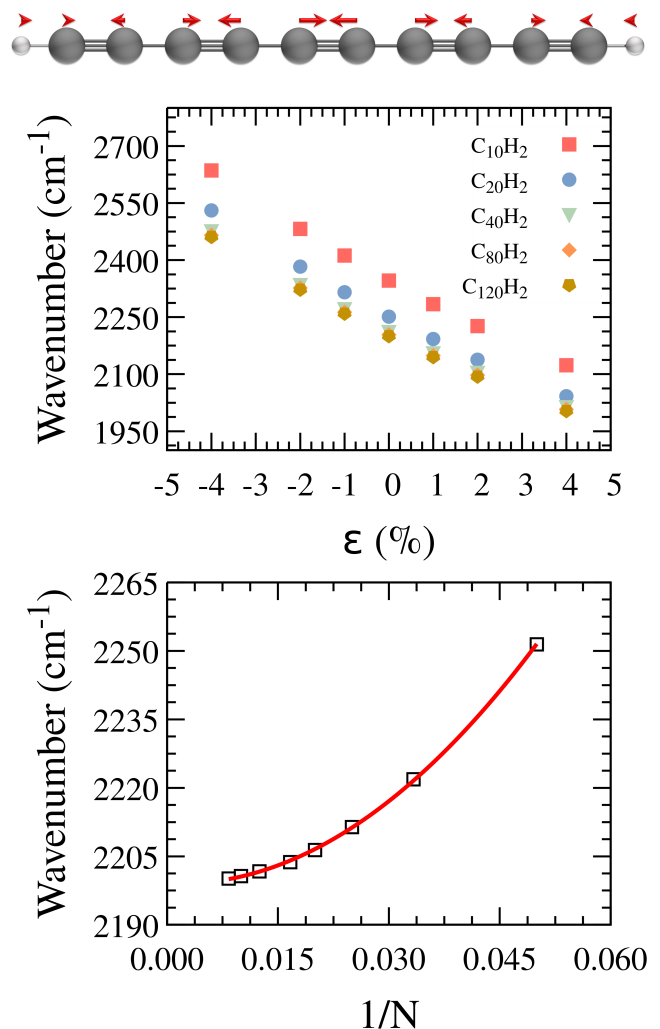 2700
2550
2400
2250
2100
1950
Wavenumber (cm⁻¹)
C₁₀H₂
C₂₀H₂
C₄₀H₂
C₈₀H₂
C₁₂₀H₂
-5 -4 -2 -1 0 1 2 4 5
ε (%)
2265
2250
2235
2220
2205
2190
Wavenumber (cm⁻¹)
0.000 0.015 0.030 0.045 0.060
1/N